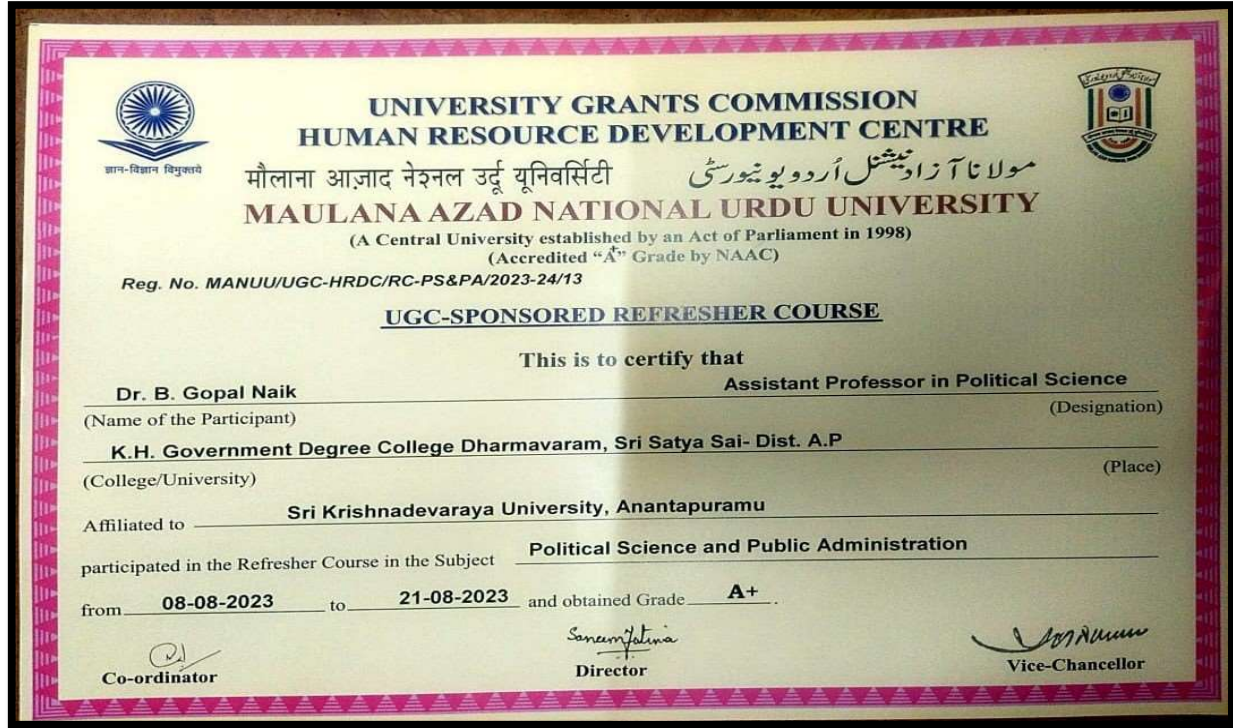 UNIVERSITY GRANTS COMMISSION
HUMAN RESOURCE DEVELOPMENT CENTRE
ज्ञान-विज्ञान विमुक्तये
मौलाना आज़ाद नेशनल उर्दू यूनिवर्सिटी مولانا آزاد نیشنل اُردو یونیورسٹی
MAULANA AZAD NATIONAL URDU UNIVERSITY
(A Central University established by an Act of Parliament in 1998)
(Accredited “A+” Grade by NAAC)
Reg. No. MANUU/UGC-HRDC/RC-PS&PA/2023-24/13
UGC-SPONSORED REFRESHER COURSE
This is to certify that
Dr. B. Gopal Naik Assistant Professor in Political Science
(Name of the Participant) (Designation)
K.H. Government Degree College Dharmavaram, Sri Satya Sai- Dist. A.P
(College/University) (Place)
Affiliated to Sri Krishnadevaraya University, Anantapuramu
participated in the Refresher Course in the Subject Political Science and Public Administration
from 08-08-2023 to 21-08-2023 and obtained Grade A+ .
Co-ordinator Director Vice-Chancellor